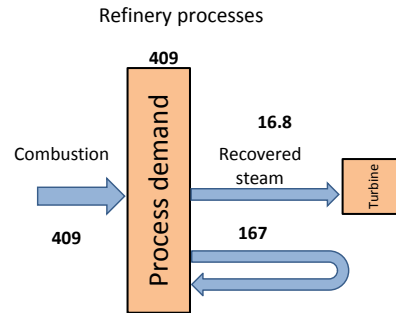 Refinery processes
409
Process demand
Combustion
409
16.8
Recovered
steam
167
Turbine